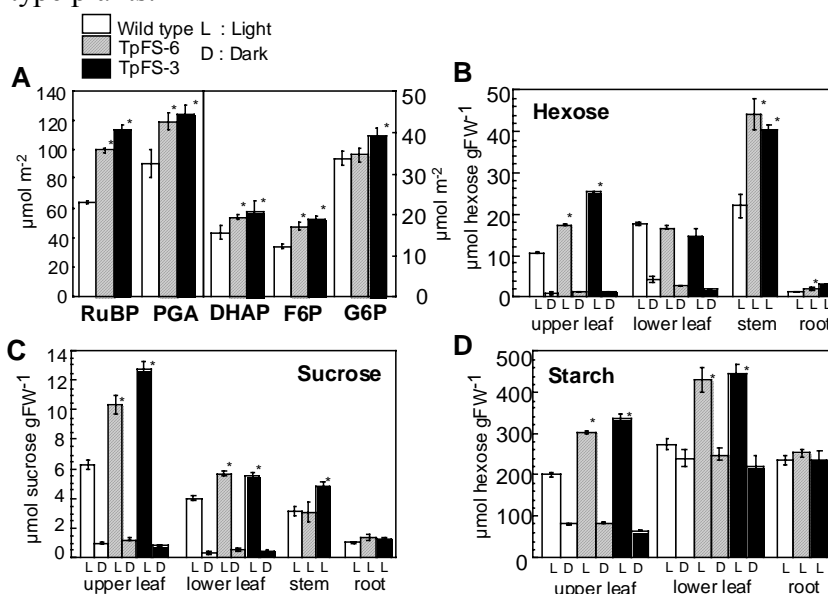 type plants.
Wild type L : Light
TpFS-6 D : Dark
TpFS-3
A
140
120
100
80
60
40
20
0
µmol m-2
50
40
30
20
10
0
µmol m-2
RuBP PGA DHAP F6P G6P
* * * * * * * * *
B
Hexose
50
40
30
20
10
0
µmol hexose gFW-1
* * * * * *
L D L D L D L D L D L D L L L L L L
upper leaf lower leaf stem root
C
Sucrose
14
12
10
8
6
4
2
0
µmol sucrose gFW-1
* * * * *
L D L D L D L D L D L D L L L L L L
upper leaf lower leaf stem root
D
Starch
500
400
300
200
100
0
µmol hexose gFW-1
* * * *
L D L D L D L D L D L D L L L
upper leaf lower leaf root